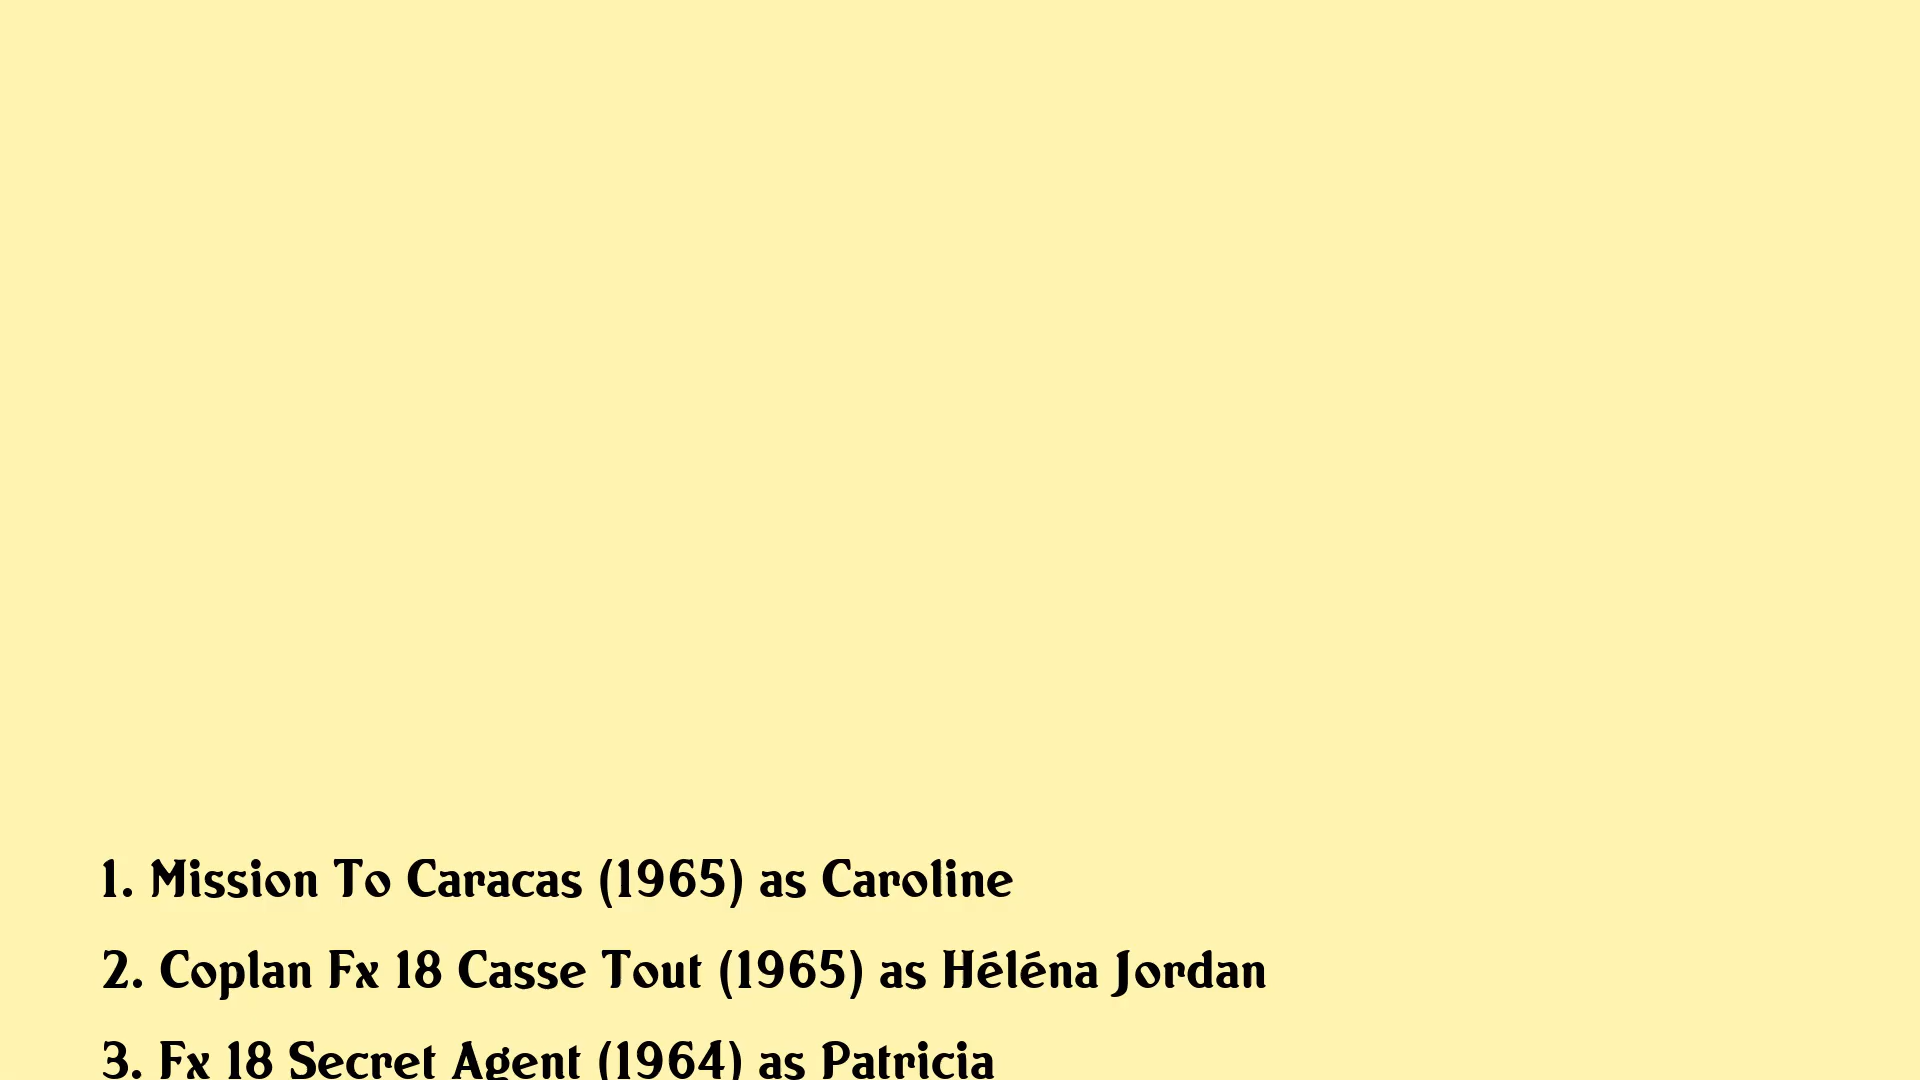 1. Mission To Caracas (1965) as Caroline
2. Coplan Fx 18 Casse Tout (1965) as Héléna Jordan
3. Fx 18 Secret Agent (1964) as Patricia